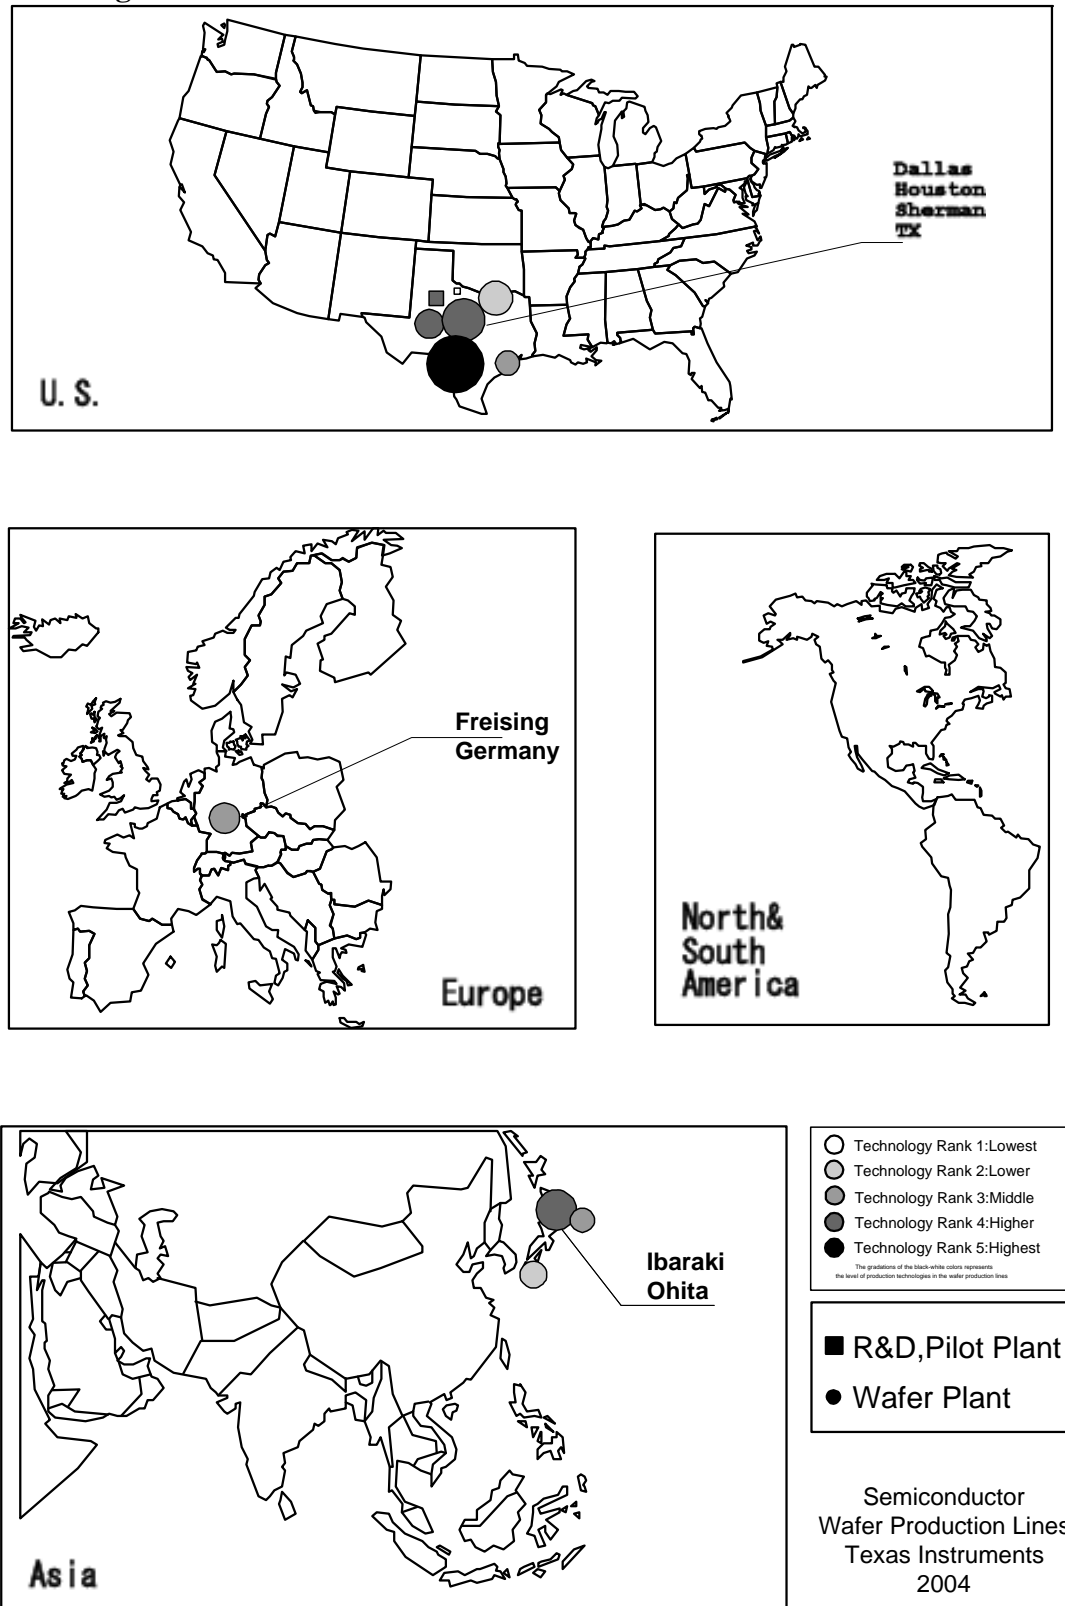 Dallas
Houston
Sherman
TX
U.S.
Freising
Germany
Europe
North&
South
America
Ibaraki
Ohita
Asia
Technology Rank 1:Lowest
Technology Rank 2:Lower
Technology Rank 3:Middle
Technology Rank 4:Higher
Technology Rank 5:Highest
The gradations of the black-white colors represents
the level of production technologies in the wafer production lines
R&D,Pilot Plant
Wafer Plant
Semiconductor
Wafer Production Lines
Texas Instruments
2004